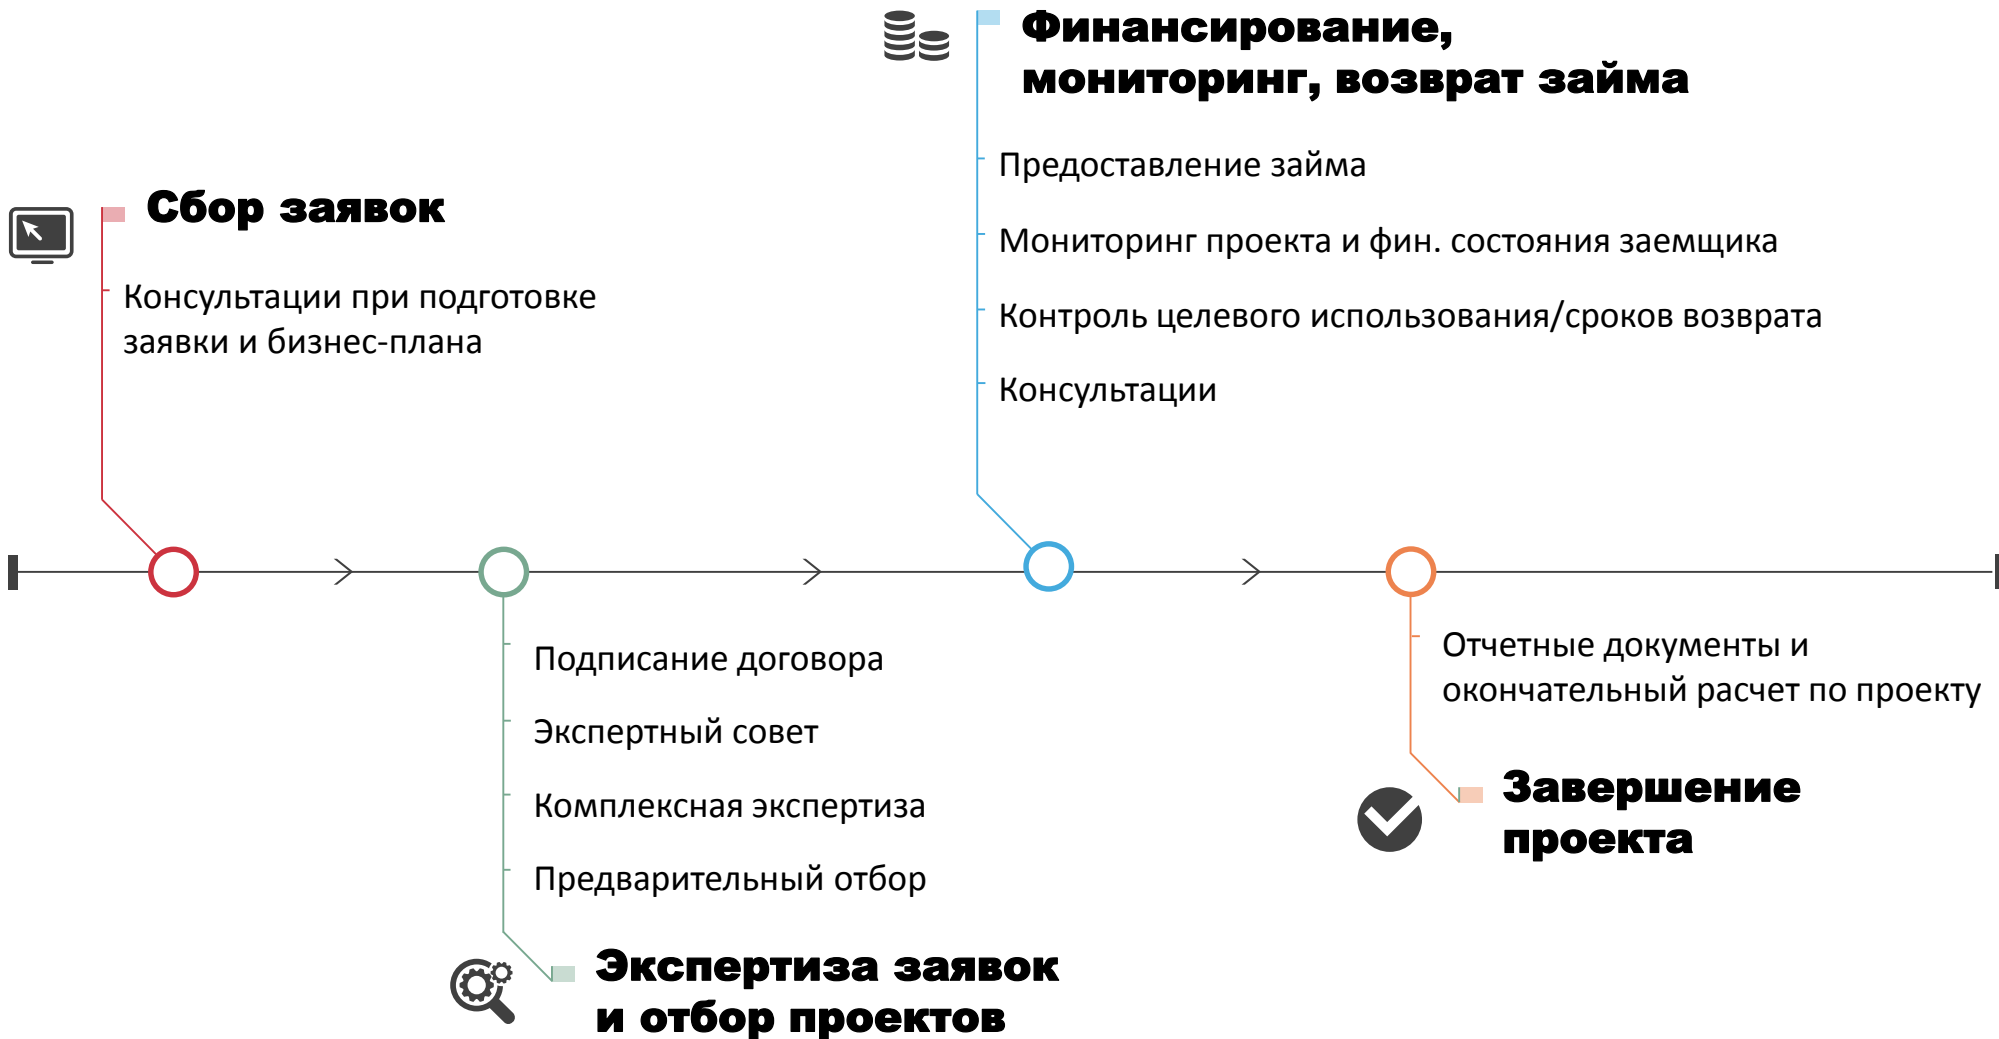 Сбор заявок
Консультации при подготовке
заявки и бизнес-плана
Подписание договора
Экспертный совет
Комплексная экспертиза
Предварительный отбор
Экспертиза заявок
и отбор проектов
Финансирование,
мониторинг, возврат займа
Предоставление займа
Мониторинг проекта и фин. состояния заемщика
Контроль целевого использования/сроков возврата
Консультации
Отчетные документы и
окончательный расчет по проекту
Завершение
проекта